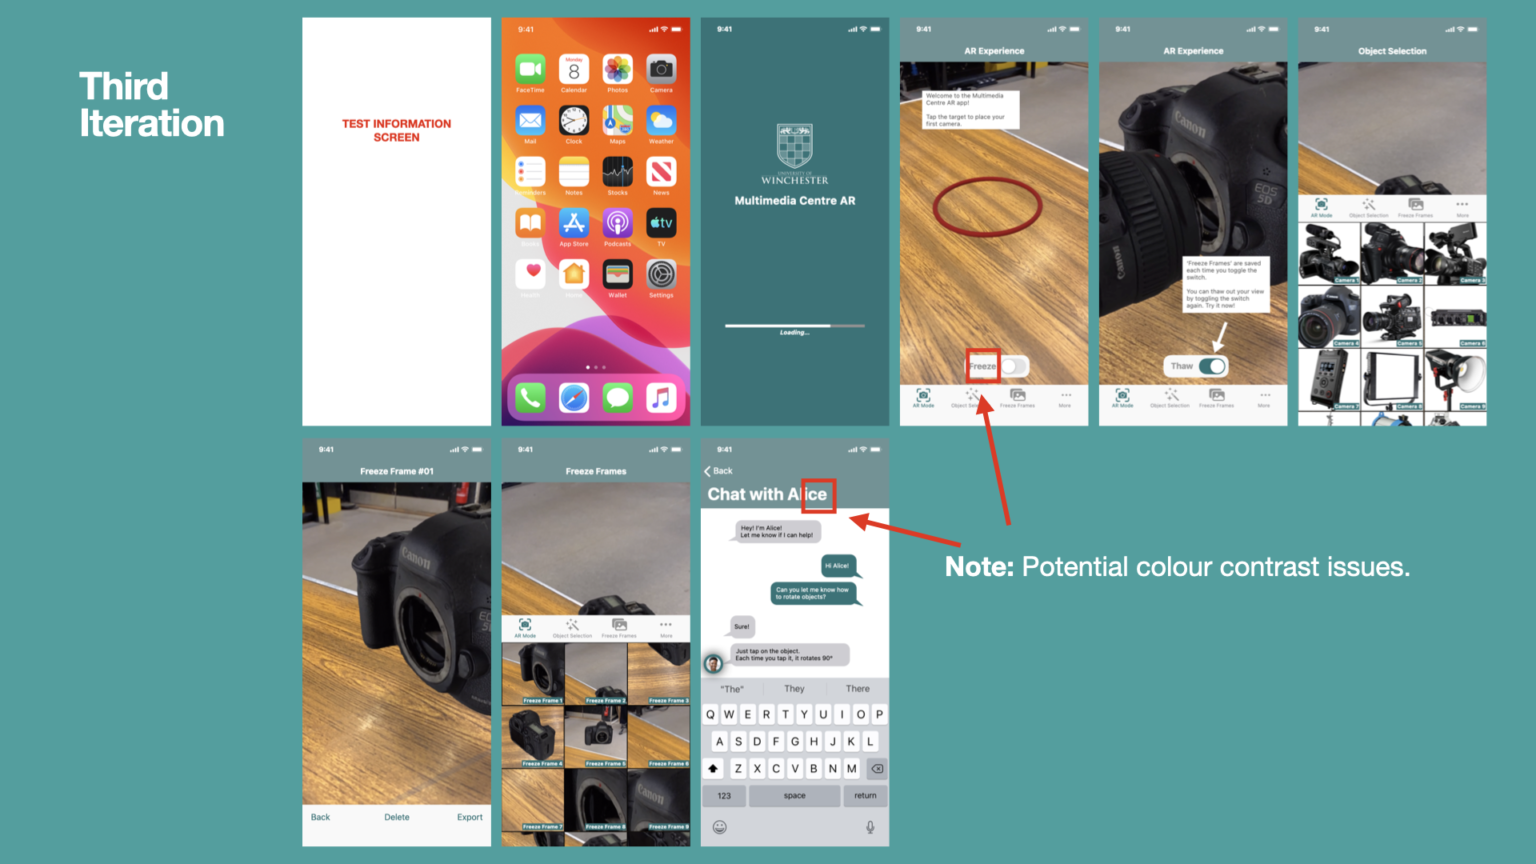 Third
Iteration
TEST INFORMATION
SCREEN
9:41
FaceTime
Monday
8
Calendar
Photos
Camera
Mail
Clock
Maps
Weather
Reminders
Notes
Stocks
News
Books
App Store
Podcasts
tv
TV
Health
Home
Wallet
Settings
9:41
UNIVERSITY OF
WINCHESTER
Multimedia Centre AR
Loading...
9:41
AR Experience
Welcome to the Multimedia
Centre AR app!
Tap the target to place your
first camera.
Freeze
AR Mode
Object Selection
Freeze Frames
More
9:41
AR Experience
Canon
EOS
5D
Canon
'Freeze Frames' are saved
each time you toggle the
switch.
You can thaw out your view
by toggling the switch
again. Try it now!
Thaw
AR Mode
Object Selection
Freeze Frames
More
9:41
Object Selection
AR Mode
Object Selection
Freeze Frames
More
Camera 1
Camera 2
Camera 3
Camera 4
Camera 5
Camera 6
Camera 7
Camera 8
Camera 9
9:41
Freeze Frame #01
Canon
Back
Delete
Export
9:41
Freeze Frames
AR Mode
Object Selection
Freeze Frames
More
Freeze Frame 1
Freeze Frame 2
Freeze Frame 3
Freeze Frame 4
Freeze Frame 5
Freeze Frame 6
Freeze Frame 7
Freeze Frame 8
Canon
Freeze Frame 9
9:41
Back
Chat with Alice
Hey! I'm Alice!
Let me know if I can help!
Hi Alice!
Can you let me know how
to rotate objects?
Sure!
Just tap on the object.
Each time you tap it, it rotates 90°
"The"
They
There
Q W E R T Y U I O P
A S D F G H J K L
Z X C V B N M
123
space
return
Note: Potential colour contrast issues.